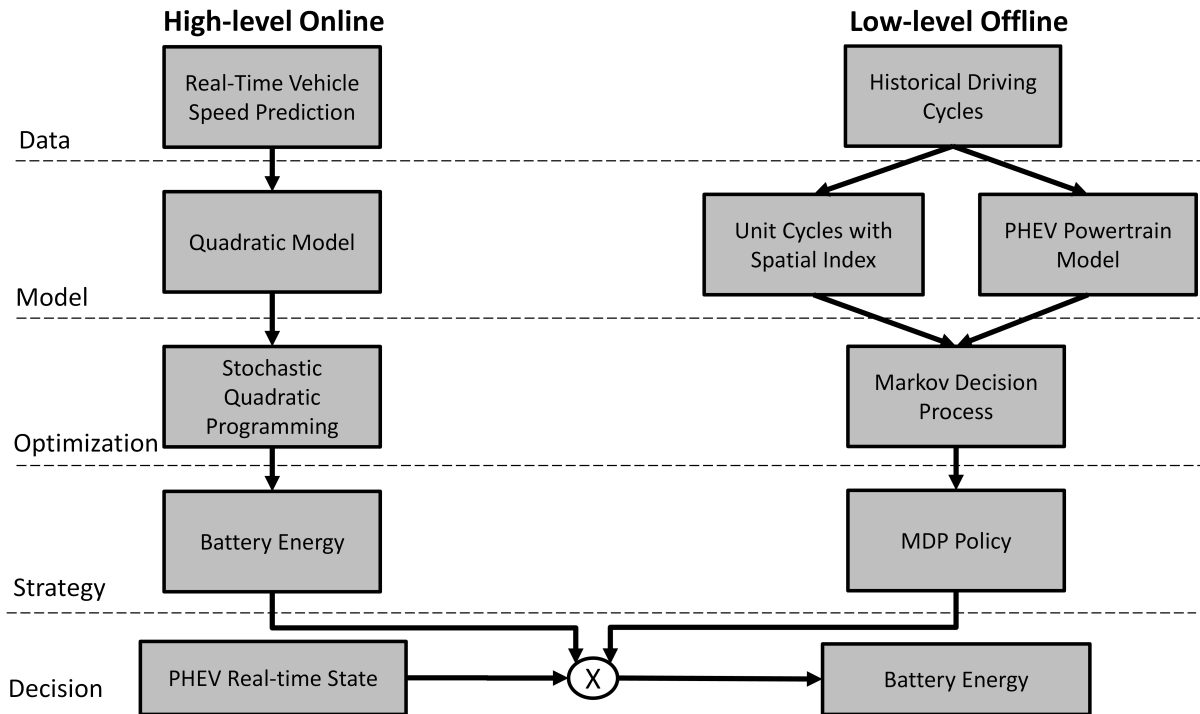 High-level Online
Low-level Offline
Real-Time Vehicle
Speed Prediction
Historical Driving
Cycles
Data
Quadratic Model
Unit Cycles with
Spatial Index
PHEV Powertrain
Model
Model
Stochastic
Quadratic
Programming
Markov Decision
Process
Optimization
Battery Energy
MDP Policy
Strategy
PHEV Real-time State
X
Battery Energy
Decision